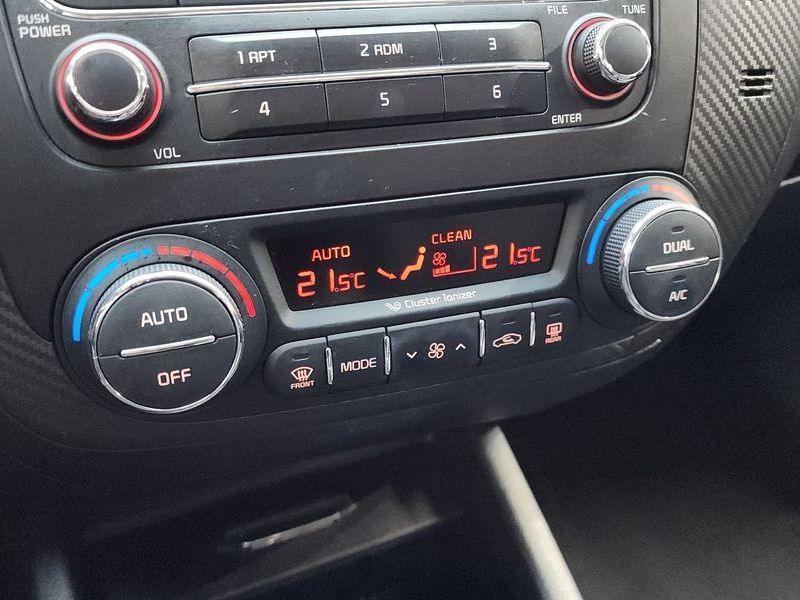 PUSH
POWER
VOL
1 RPT
2 RDM
3
4
5
6
FILE
TUNE
ENTER
AUTO
21.5°C
CLEAN
21.5°C
Cluster Ionizer
AUTO
OFF
FRONT
MODE
REAR
DUAL
A/C